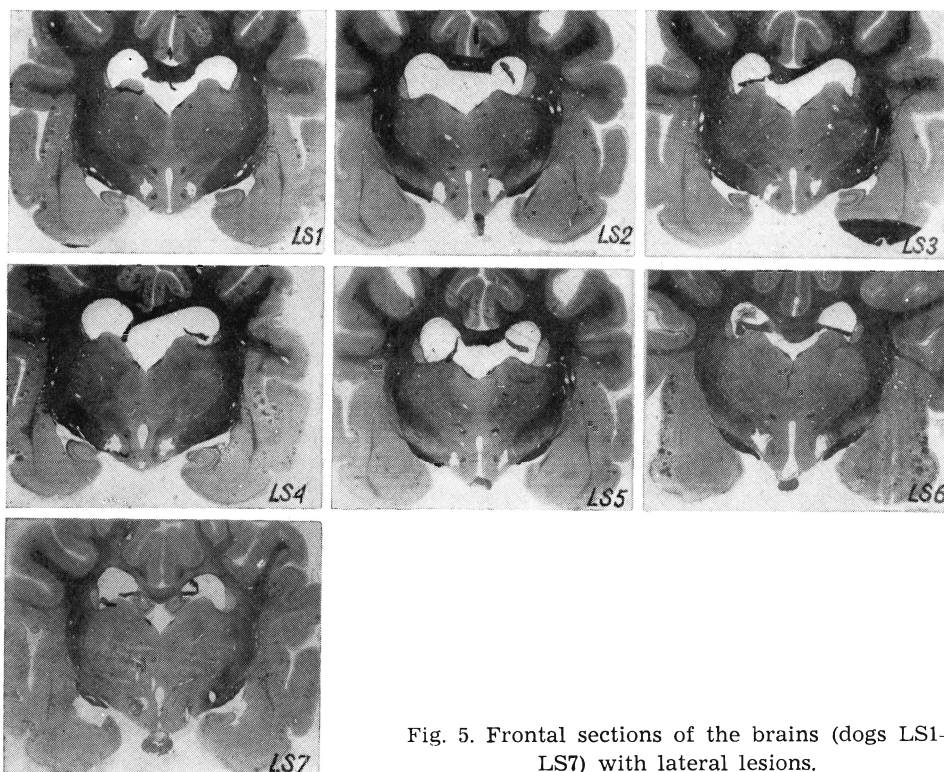 LS1
LS2
LS3
LS4
LS5
LS6
LS7
Fig. 5. Frontal sections of the brains (dogs LS1-
LS7) with lateral lesions.